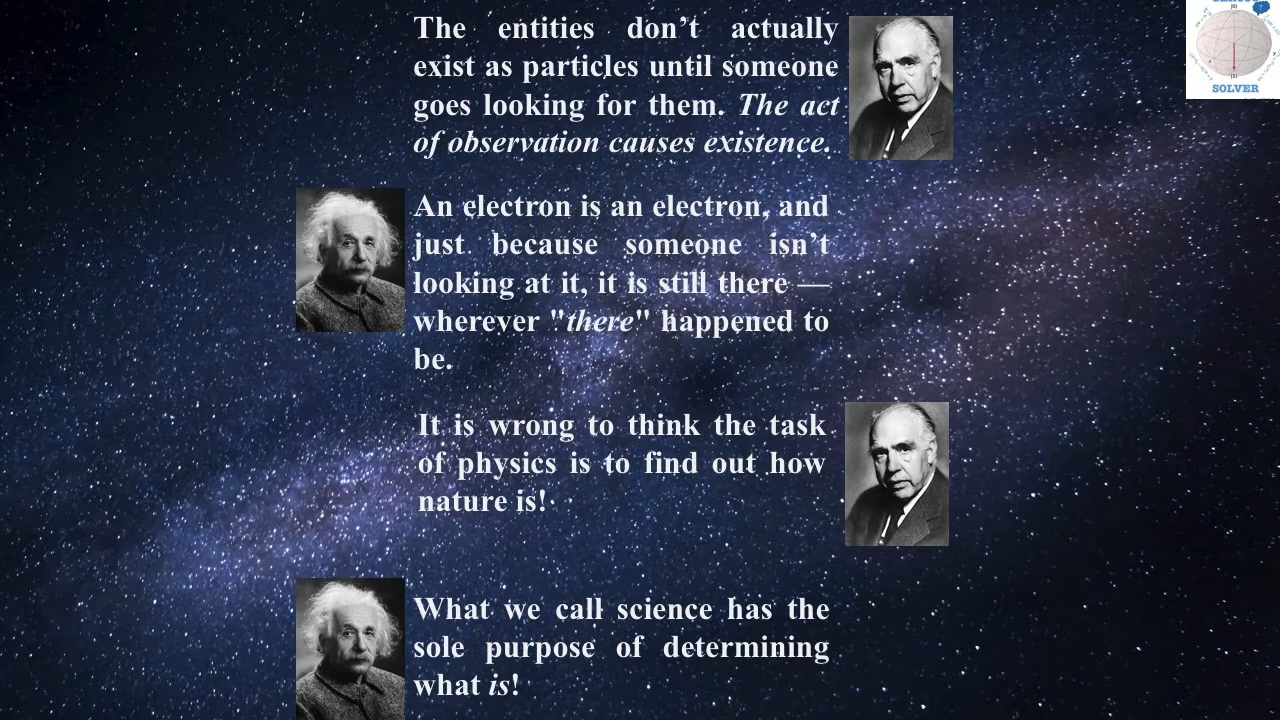 The entities don’t actually
exist as particles until someone
goes looking for them. The act
of observation causes existence.
An electron is an electron, and
just because someone isn’t
looking at it, it is still there —
wherever "there" happened to
be.
It is wrong to think the task
of physics is to find out how
nature is!
What we call science has the
sole purpose of determining
what is!
SOLVER